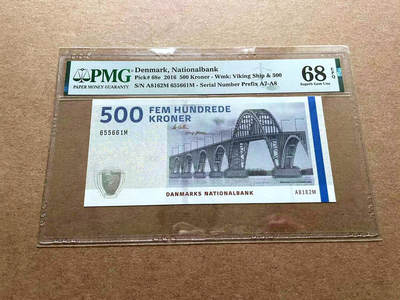 PMG
PAPER MONEY GUARANTY
Denmark, Nationalbank
Pick# 68e 2016 500 Kroner - Wmk: Viking Ship & 500
S/N A8162M 655661M - Serial Number Prefix A7-A8
68 EPQ
Superb Gem Unc
500 FEM HUNDREDE
KRONER
655661M
DANMARKS NATIONALBANK
A8162M